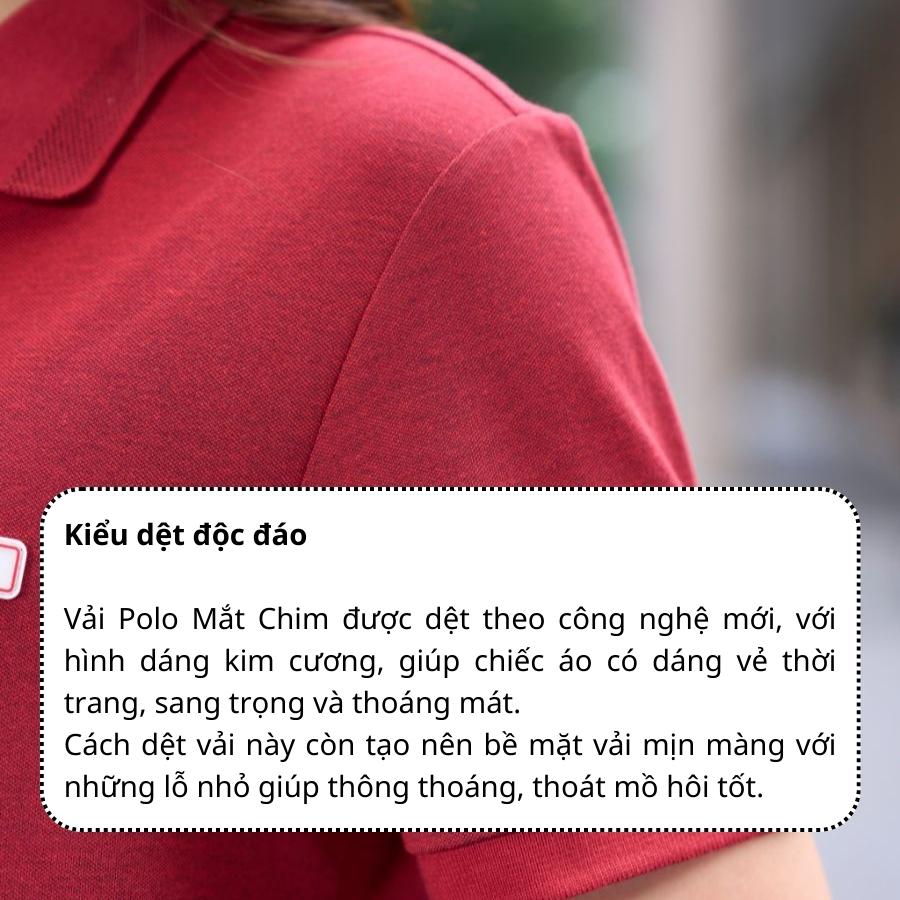 Kiểu dệt độc đáo
Vải Polo Mắt Chim được dệt theo công nghệ mới, với
hình dáng kim cương, giúp chiếc áo có dáng vẻ thời
trang, sang trọng và thoáng mát.
Cách dệt vải này còn tạo nên bề mặt vải mịn màng với
những lỗ nhỏ giúp thông thoáng, thoát mồ hôi tốt.